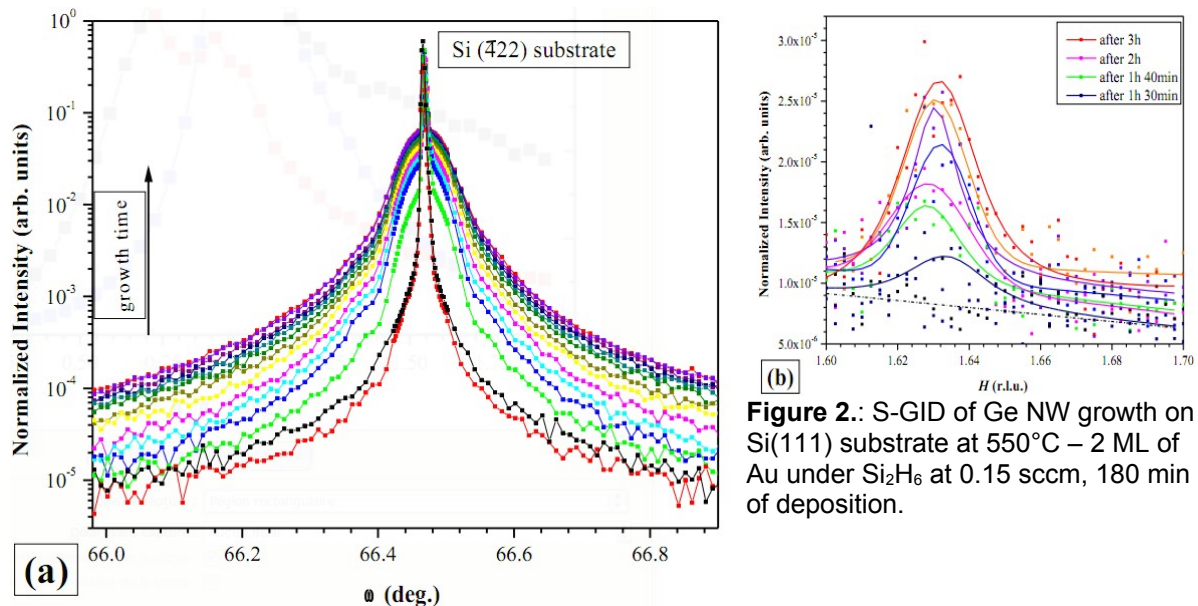 10⁰
10⁻¹
10⁻²
10⁻³
10⁻⁴
10⁻⁵
Normalized Intensity (arb. units)
growth time
Si (4̄22) substrate
66.0 66.2 66.4 66.6 66.8
ω (deg.)
(a)
3.0x10⁻⁵
2.5x10⁻⁵
2.0x10⁻⁵
1.5x10⁻⁵
1.0x10⁻⁵
5.0x10⁻⁶
Normalized Intensity (arb. units)
after 3h
after 2h
after 1h 40min
after 1h 30min
1.60 1.62 1.64 1.66 1.68 1.70
H (r.l.u.)
(b)
Figure 2.: S-GID of Ge NW growth on
Si(111) substrate at 550°C – 2 ML of
Au under Si₂H₆ at 0.15 sccm, 180 min
of deposition.